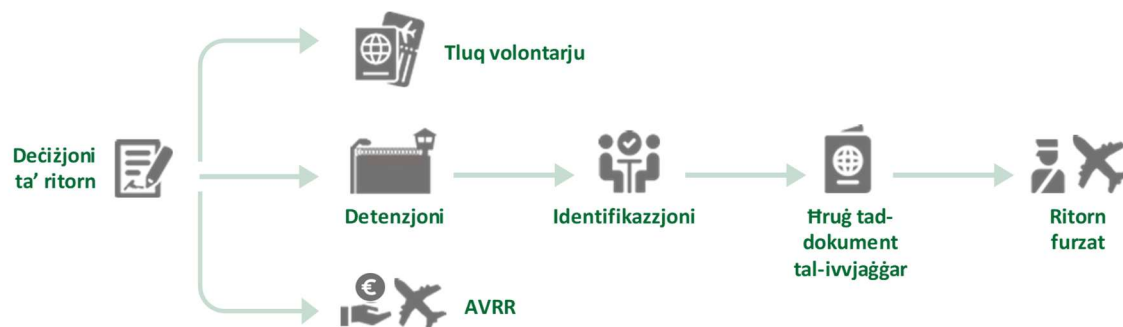 Tluq volontarju
Deċiżjoni
ta’ ritorn
Detenzjoni
Identifikazzjoni
Ħruġ tad-
dokument
tal-ivvjaġġar
Ritorn
furzat
€
AVRR